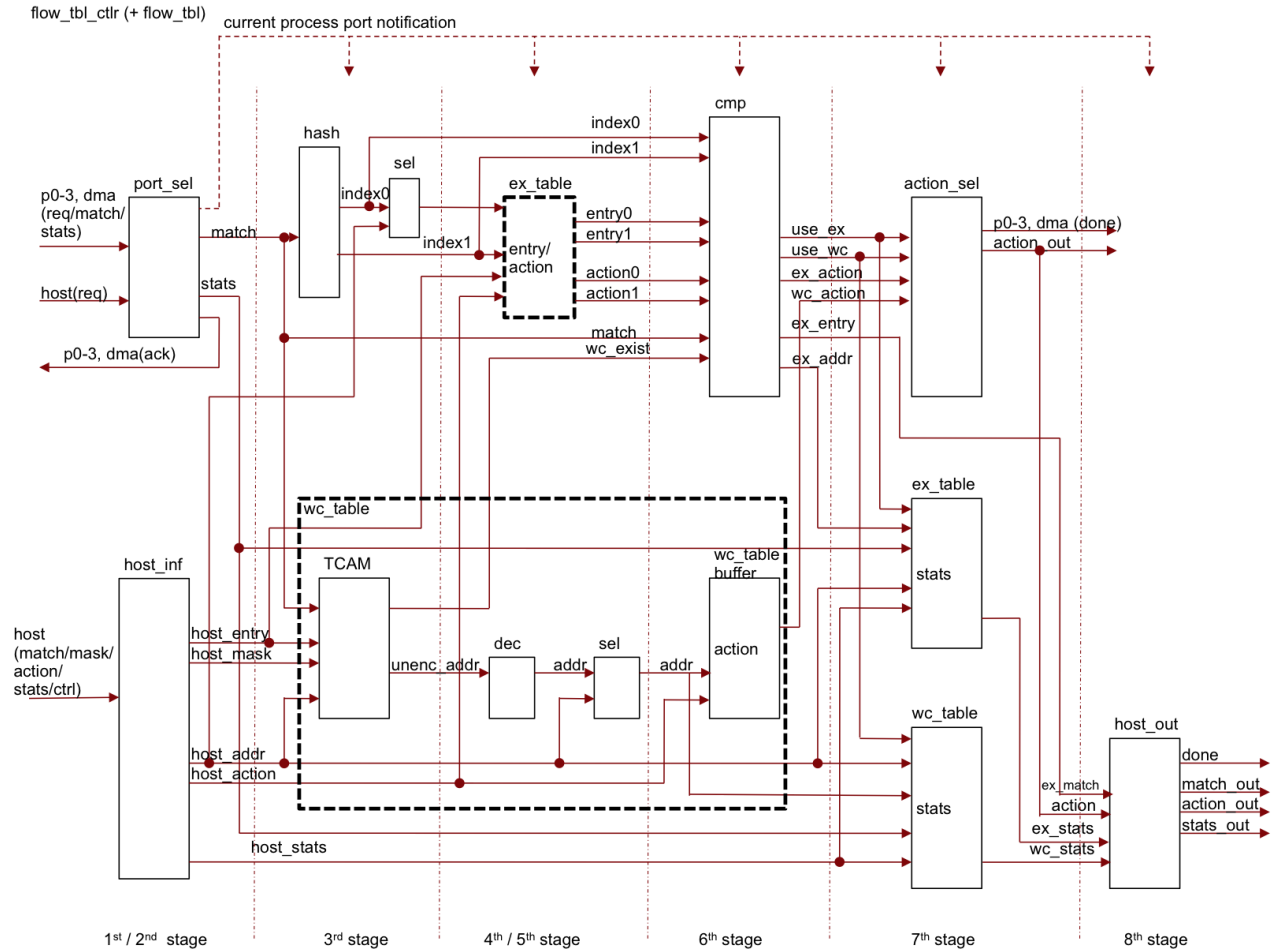 flow_tbl_ctlr (+ flow_tbl)
current process port notification
cmp
hash
index0
sel
index1
port_sel
ex_table
action_sel
p0-3, dma
(req/match/
stats)
index0
entry0
p0-3, dma (done)
match
index1
entry1
use_ex
action_out
entry/
action
use_wc
action0
ex_action
stats
host(req)
action1
wc_action
match
ex_entry
p0-3, dma(ack)
wc_exist
ex_addr
ex_table
wc_table
host_inf
TCAM
wc_table
buffer
stats
host
(match/mask/
action/
stats/ctrl)
host_entry
host_mask
dec
sel
action
unenc_addr
addr
addr
wc_table
host_out
host_addr
host_action
done
ex_match
match_out
stats
action
action_out
ex_stats
stats_out
host_stats
wc_stats
1st / 2nd stage
3rd stage
4th / 5th stage
6th stage
7th stage
8th stage